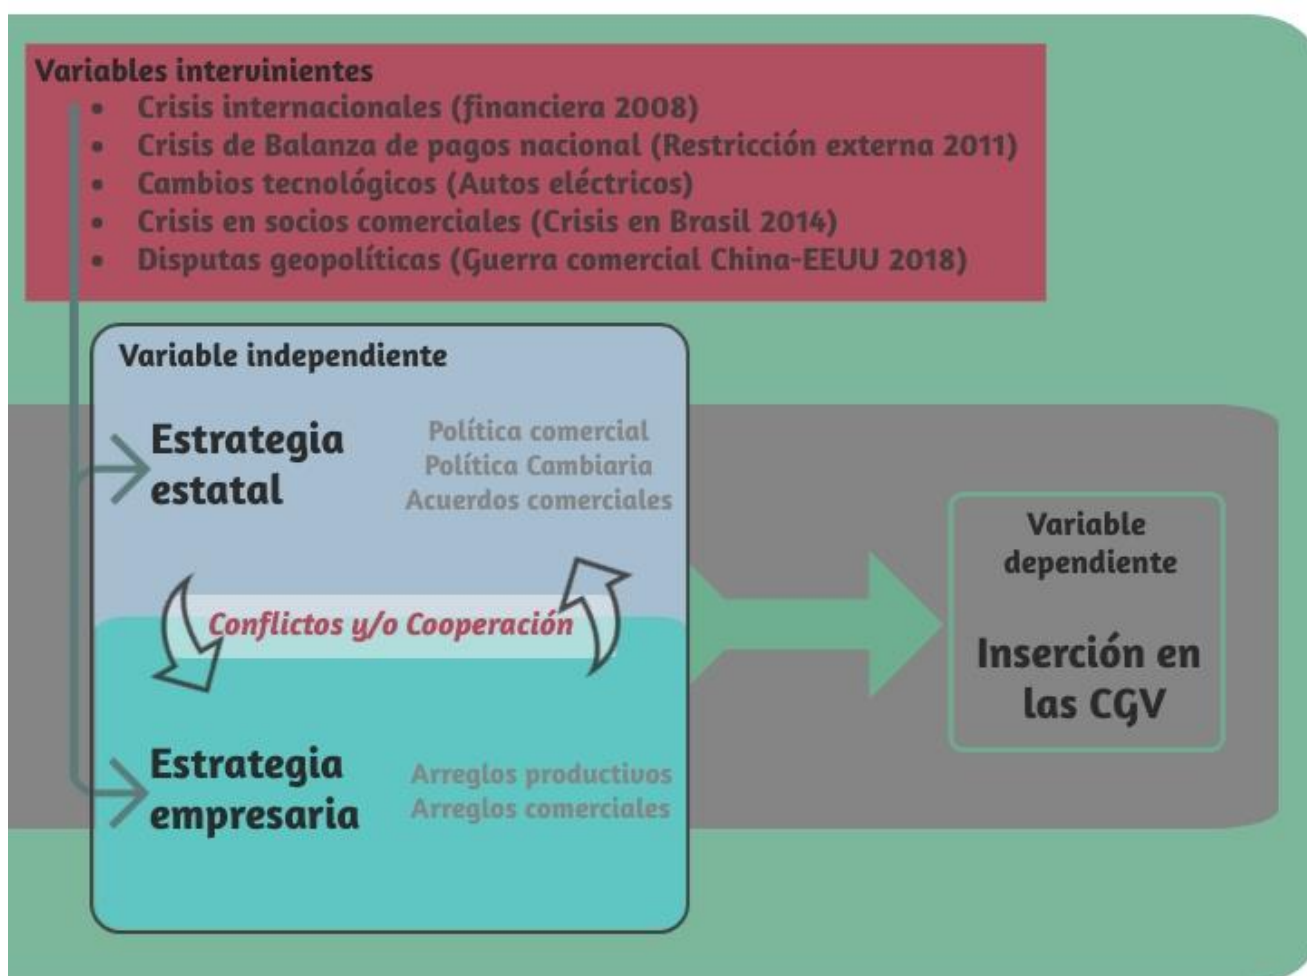 Variables intervinientes
• Crisis internacionales (financiera 2008)
• Crisis de Balanza de pagos nacional (Restricción externa 2011)
• Cambios tecnológicos (Autos eléctricos)
• Crisis en socios comerciales (Crisis en Brasil 2014)
• Disputas geopolíticas (Guerra comercial China-EEUU 2018)
Variable independiente
Estrategia
estatal
Política comercial
Política Cambiaria
Acuerdos comerciales
Conflictos y/o Cooperación
Estrategia
empresaria
Arreglos productivos
Arreglos comerciales
Variable
dependiente
Inserción en
las CGV